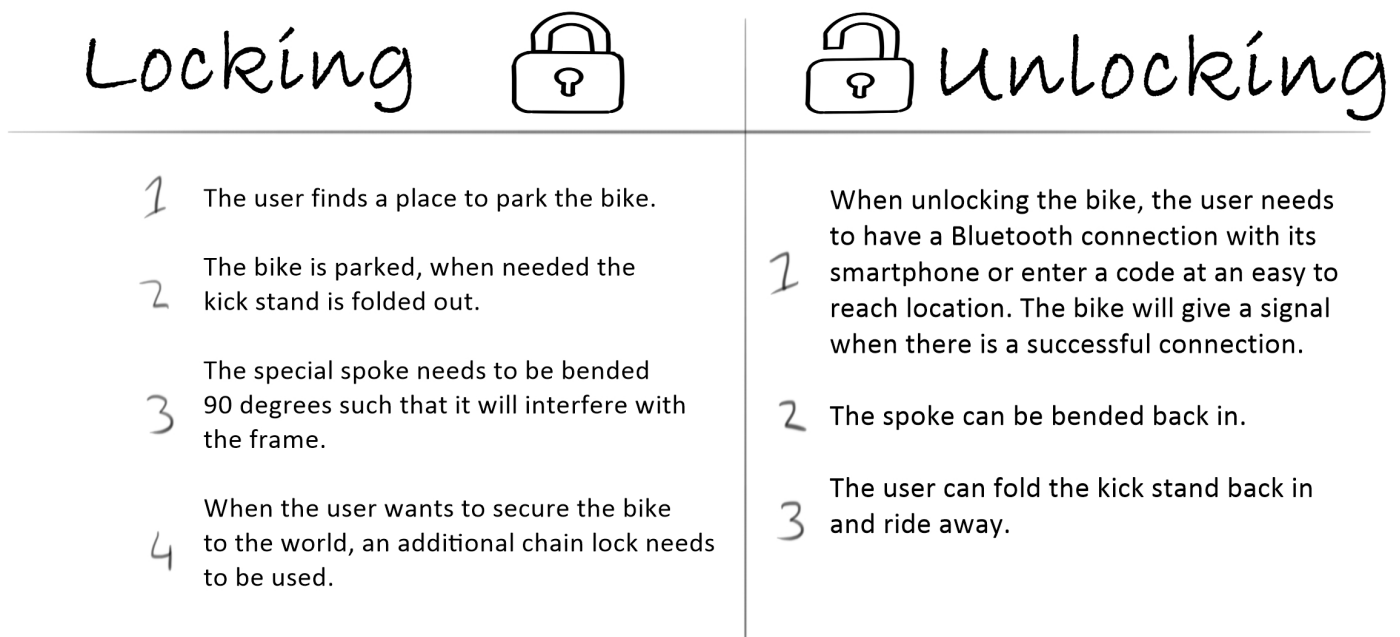 Locking
1 The user finds a place to park the bike.
2 The bike is parked, when needed the
kick stand is folded out.
3 The special spoke needs to be bended
90 degrees such that it will interfere with
the frame.
4 When the user wants to secure the bike
to the world, an additional chain lock needs
to be used.
Unlocking
1 When unlocking the bike, the user needs
to have a Bluetooth connection with its
smartphone or enter a code at an easy to
reach location. The bike will give a signal
when there is a successful connection.
2 The spoke can be bended back in.
3 The user can fold the kick stand back in
and ride away.